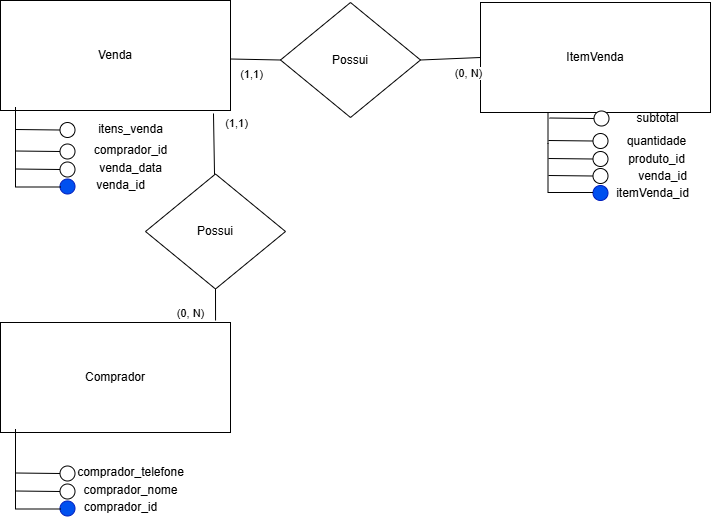 Venda
Possui
ItemVenda
(1,1)
(0, N)
itens_venda
comprador_id
venda_data
venda_id
(1,1)
subtotal
quantidade
produto_id
venda_id
itemVenda_id
Possui
(0, N)
Comprador
comprador_telefone
comprador_nome
comprador_id